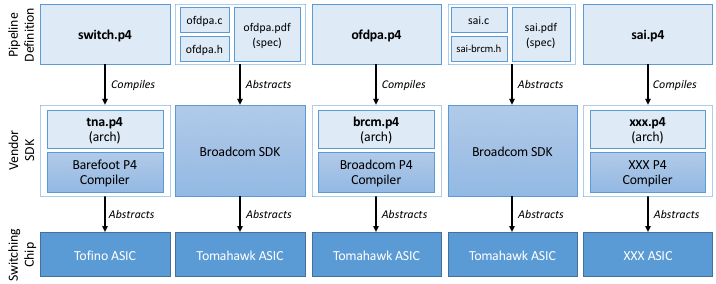 Pipeline
Definition
switch.p4
ofdpa.c
ofdpa.h
ofdpa.pdf
(spec)
ofdpa.p4
sai.c
sai-brcm.h
sai.pdf
(spec)
sai.p4
Compiles
Abstracts
Compiles
Abstracts
Compiles
Vendor
SDK
tna.p4
(arch)
Barefoot P4
Compiler
Broadcom SDK
brcm.p4
(arch)
Broadcom P4
Compiler
Broadcom SDK
xxx.p4
(arch)
XXX P4
Compiler
Abstracts
Abstracts
Abstracts
Abstracts
Abstracts
Switching
Chip
Tofino ASIC
Tomahawk ASIC
Tomahawk ASIC
Tomahawk ASIC
XXX ASIC